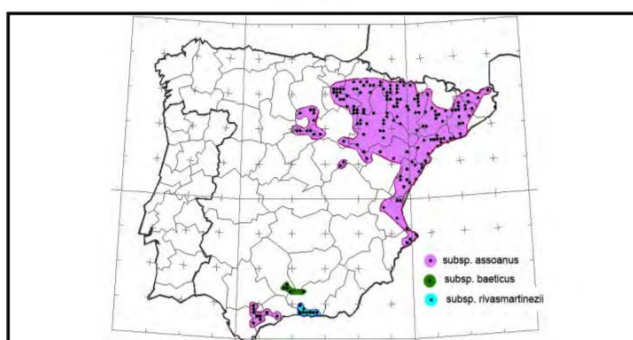 subsp. assoanus
subsp. baeticus
subsp. rivasmartinezii